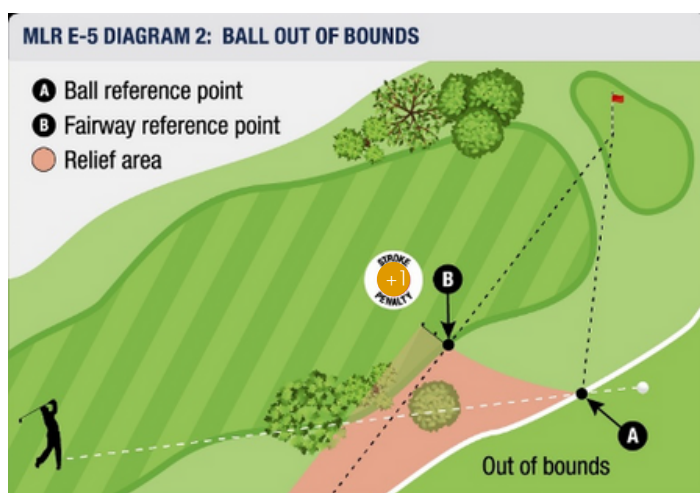 MLR E-5 DIAGRAM 2: BALL OUT OF BOUNDS
A Ball reference point
B Fairway reference point
Relief area
STROKE
+1
PENALTY
B
A
Out of bounds